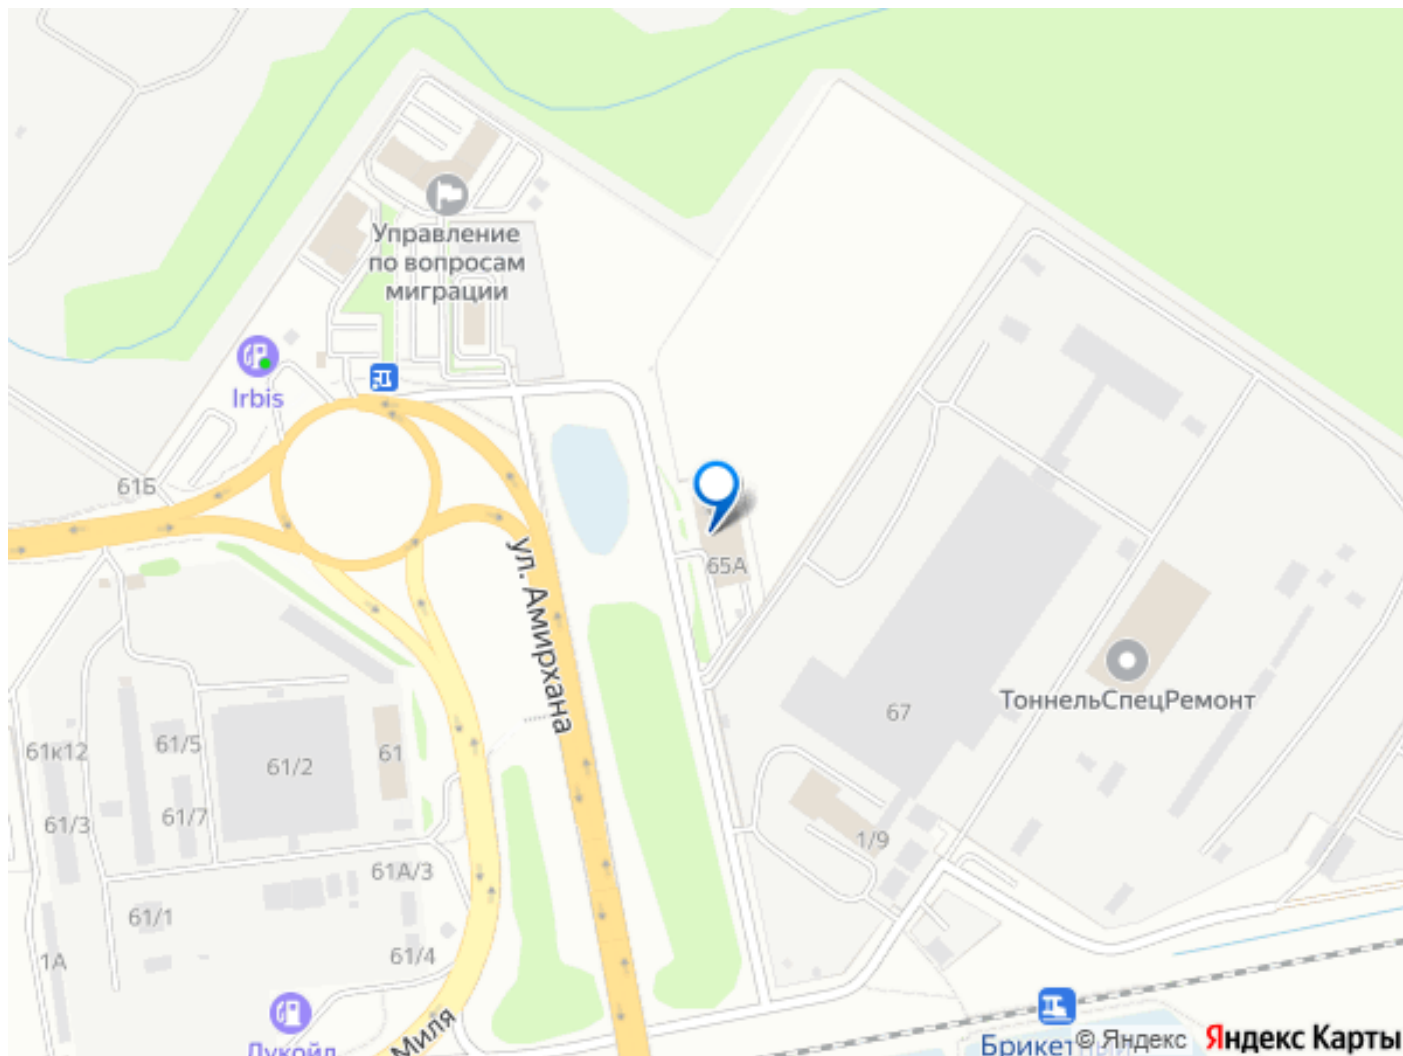 Управление
по вопросам
миграции
Irbis
61Б
ул. Амирхана
65А
ТоннельСпецРемонт
67
61к12
61/5
61/2
61
61/3
61/7
1/9
61А/3
61/1
1А
61/4
Лукойл
Миля
© Яндекс
Яндекс Карты